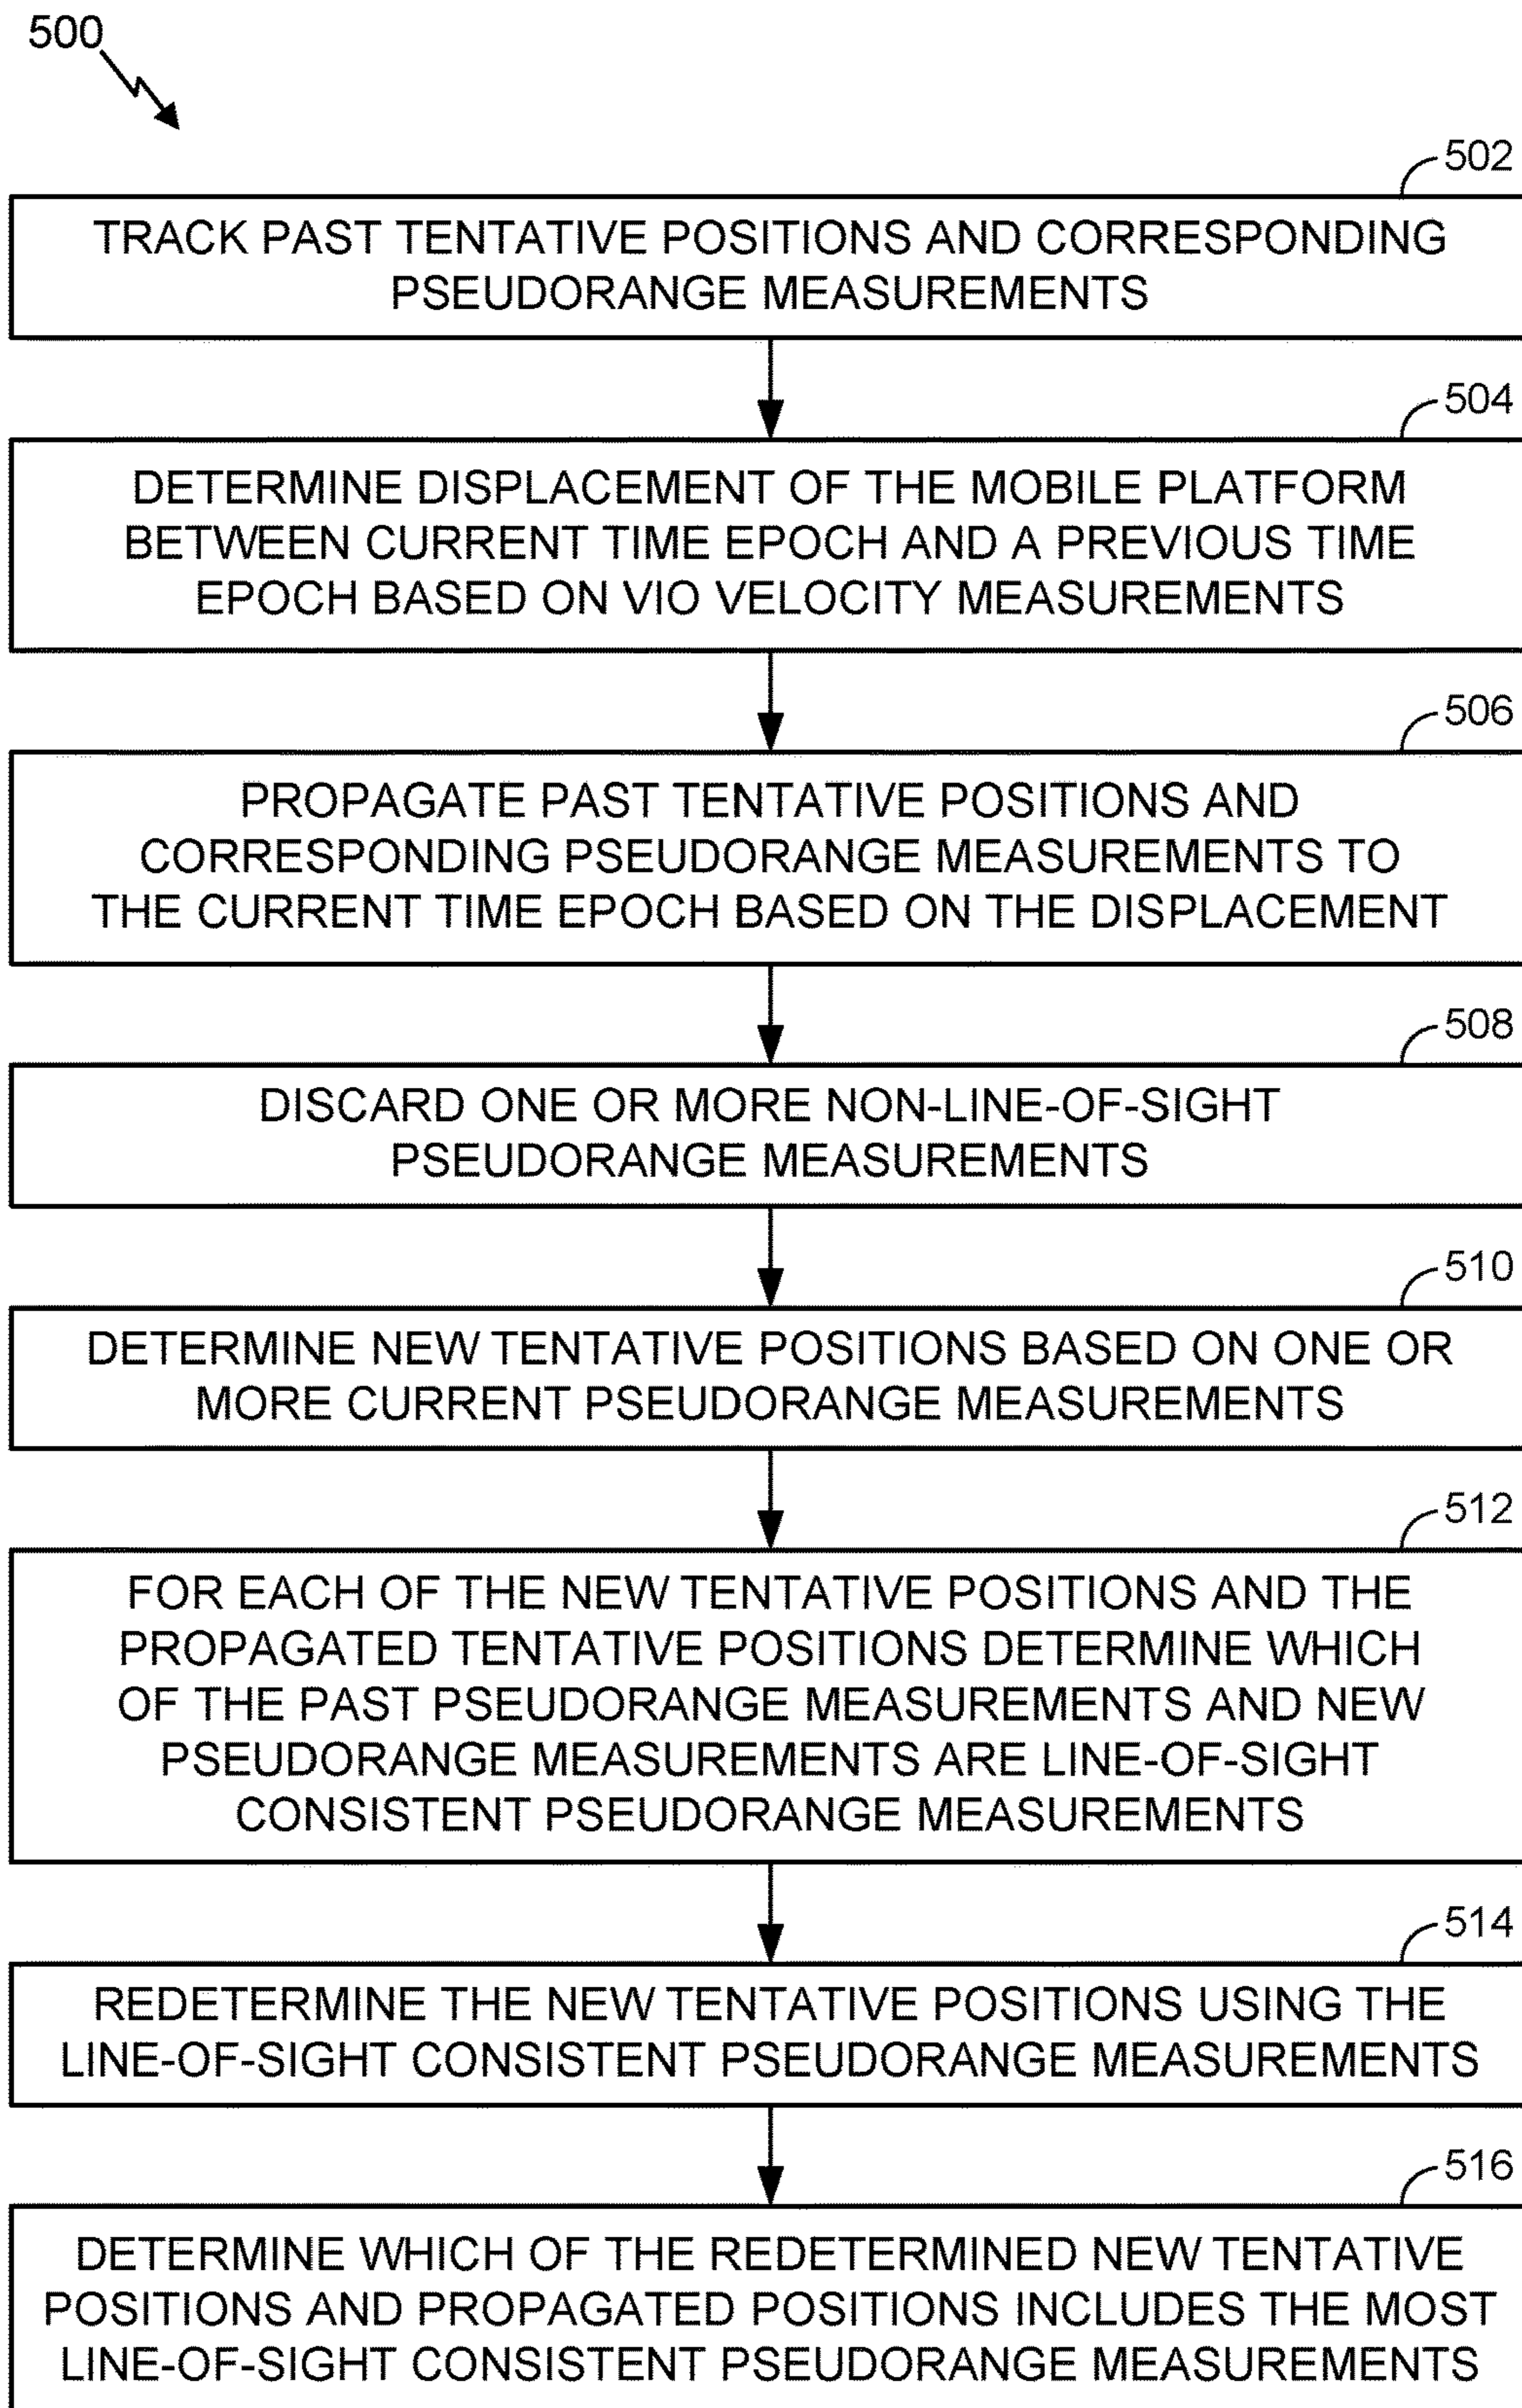 500
502
TRACK PAST TENTATIVE POSITIONS AND CORRESPONDING
PSEUDORANGE MEASUREMENTS
504
DETERMINE DISPLACEMENT OF THE MOBILE PLATFORM
BETWEEN CURRENT TIME EPOCH AND A PREVIOUS TIME
EPOCH BASED ON VIO VELOCITY MEASUREMENTS
506
PROPAGATE PAST TENTATIVE POSITIONS AND
CORRESPONDING PSEUDORANGE MEASUREMENTS TO
THE CURRENT TIME EPOCH BASED ON THE DISPLACEMENT
508
DISCARD ONE OR MORE NON-LINE-OF-SIGHT
PSEUDORANGE MEASUREMENTS
510
DETERMINE NEW TENTATIVE POSITIONS BASED ON ONE OR
MORE CURRENT PSEUDORANGE MEASUREMENTS
512
FOR EACH OF THE NEW TENTATIVE POSITIONS AND THE
PROPAGATED TENTATIVE POSITIONS DETERMINE WHICH
OF THE PAST PSEUDORANGE MEASUREMENTS AND NEW
PSEUDORANGE MEASUREMENTS ARE LINE-OF-SIGHT
CONSISTENT PSEUDORANGE MEASUREMENTS
514
REDETERMINE THE NEW TENTATIVE POSITIONS USING THE
LINE-OF-SIGHT CONSISTENT PSEUDORANGE MEASUREMENTS
516
DETERMINE WHICH OF THE REDETERMINED NEW TENTATIVE
POSITIONS AND PROPAGATED POSITIONS INCLUDES THE MOST
LINE-OF-SIGHT CONSISTENT PSEUDORANGE MEASUREMENTS